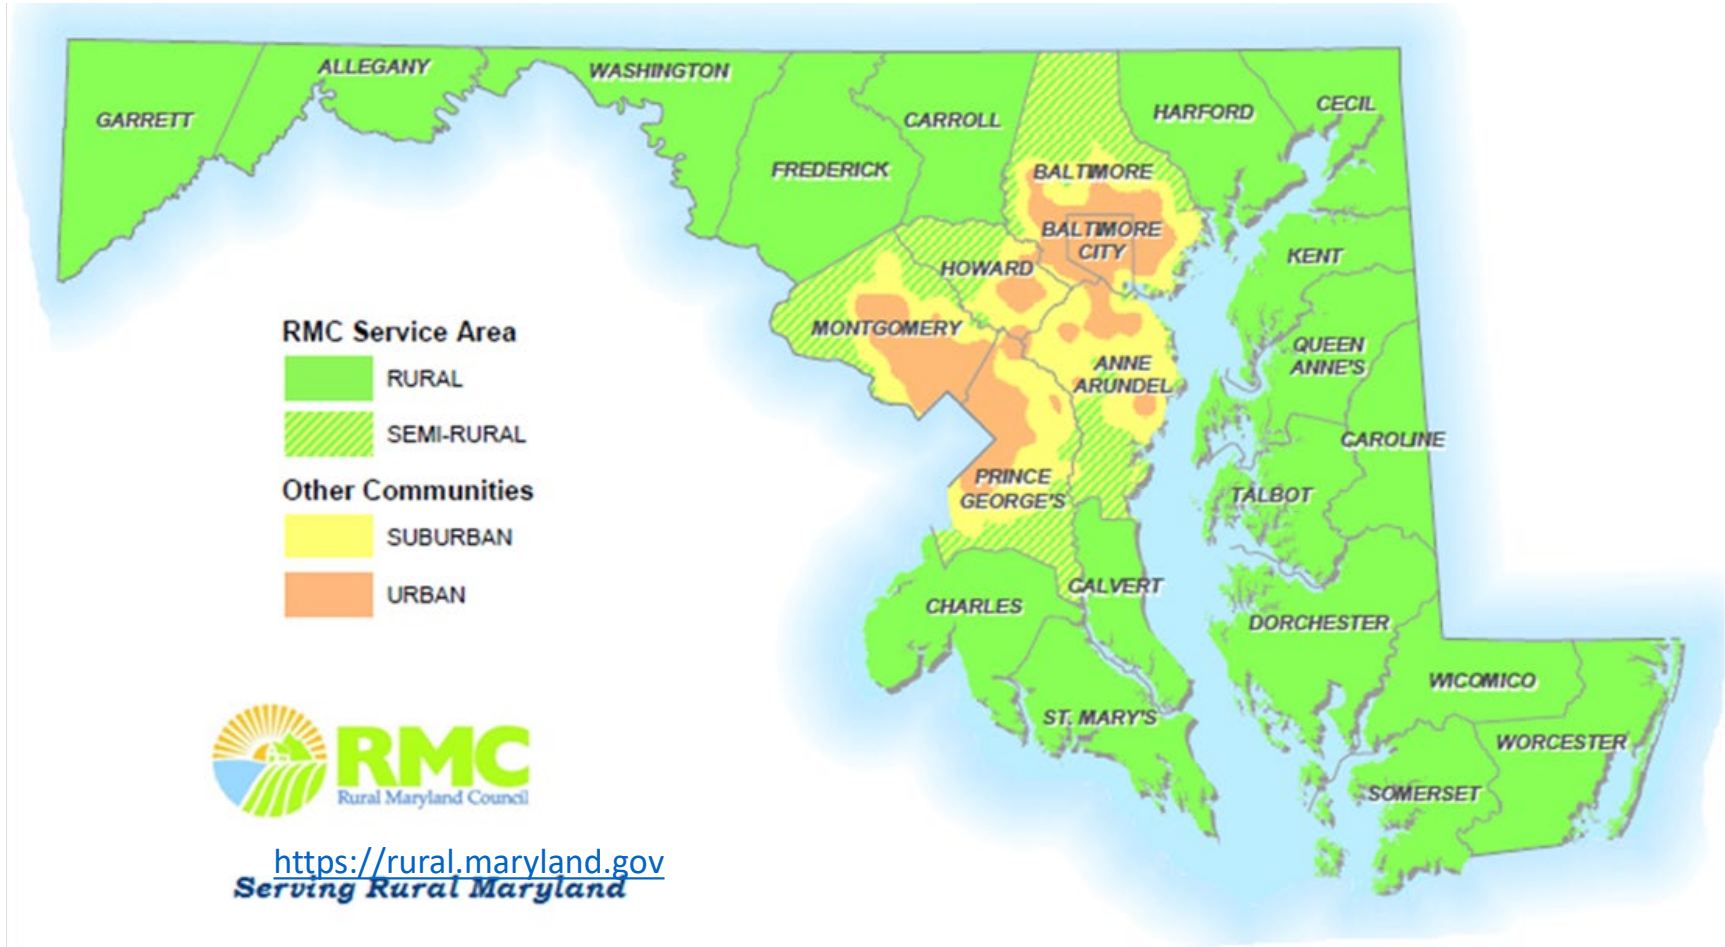 ALLEGANY
WASHINGTON
GARRETT
CARROLL
HARFORD
CECIL
FREDERICK
BALTIMORE
BALTIMORE
CITY
HOWARD
KENT
MONTGOMERY
ANNE
ARUNDEL
QUEEN
ANNE'S
CAROLINE
PRINCE
GEORGE'S
TALBOT
CALVERT
CHARLES
DORCHESTER
WICOMICO
ST. MARY'S
WORCESTER
SOMERSET
RMC Service Area
RURAL
SEMI-RURAL
Other Communities
SUBURBAN
URBAN
RMC
Rural Maryland Council
https://rural.maryland.gov
Serving Rural Maryland